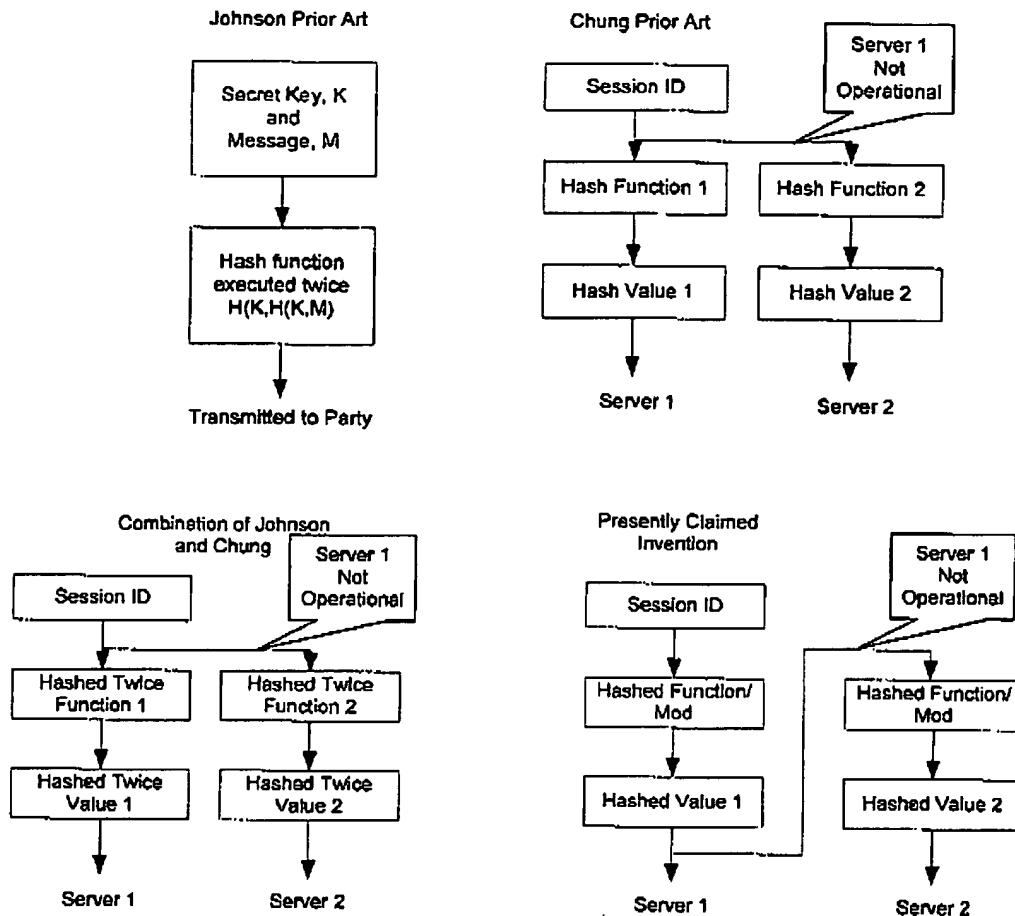 Johnson Prior Art
Secret Key, K
and
Message, M
Hash function
executed twice
H(K,H(K,M)
Transmitted to Party
Chung Prior Art
Server 1
Not
Operational
Session ID
Hash Function 1
Hash Function 2
Hash Value 1
Hash Value 2
Server 1
Server 2
Combination of Johnson
and Chung
Server 1
Not
Operational
Session ID
Hashed Twice
Function 1
Hashed Twice
Function 2
Hashed Twice
Value 1
Hashed Twice
Value 2
Server 1
Server 2
Presently Claimed
Invention
Server 1
Not
Operational
Session ID
Hashed Function/
Mod
Hashed Function/
Mod
Hashed Value 1
Hashed Value 2
Server 1
Server 2